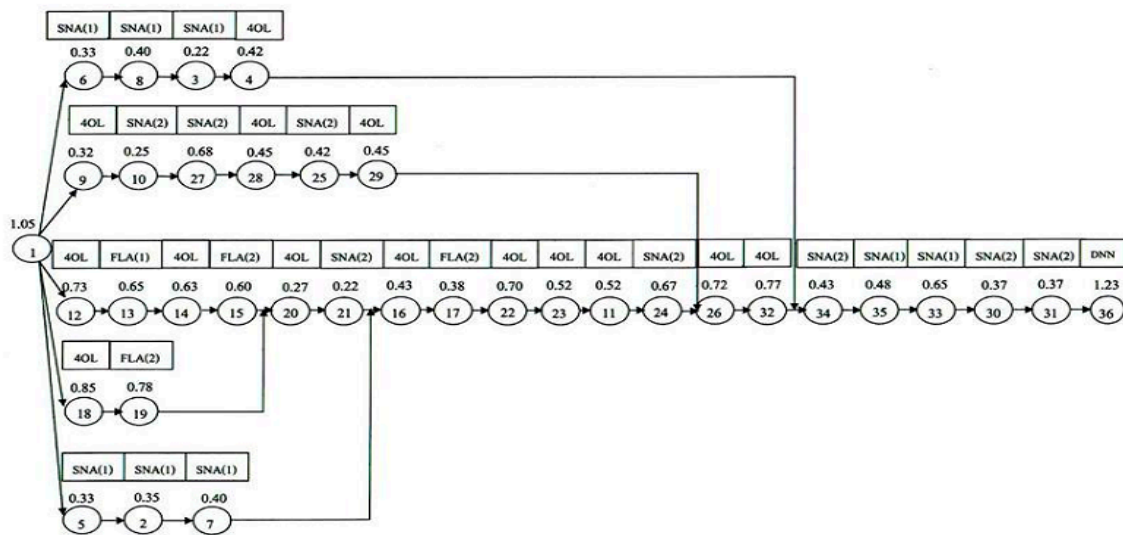 SNA(1) SNA(1) SNA(1) 4OL
0.33 0.40 0.22 0.42
6 8 3 4
4OL SNA(2) SNA(2) 4OL SNA(2) 4OL
0.32 0.25 0.68 0.45 0.42 0.45
9 10 27 28 25 29
1.05
1
4OL FLA(1) 4OL FLA(2) 4OL SNA(2) 4OL FLA(2) 4OL 4OL 4OL SNA(2) 4OL 4OL SNA(2) SNA(1) SNA(1) SNA(2) SNA(2) DNN
0.73 0.65 0.63 0.60 0.27 0.22 0.43 0.38 0.70 0.52 0.52 0.67 0.72 0.77 0.43 0.48 0.65 0.37 0.37 1.23
12 13 14 15 20 21 16 17 22 23 11 24 26 32 34 35 33 30 31 36
4OL FLA(2)
0.85 0.78
18 19
SNA(1) SNA(1) SNA(1)
0.33 0.35 0.40
5 2 7